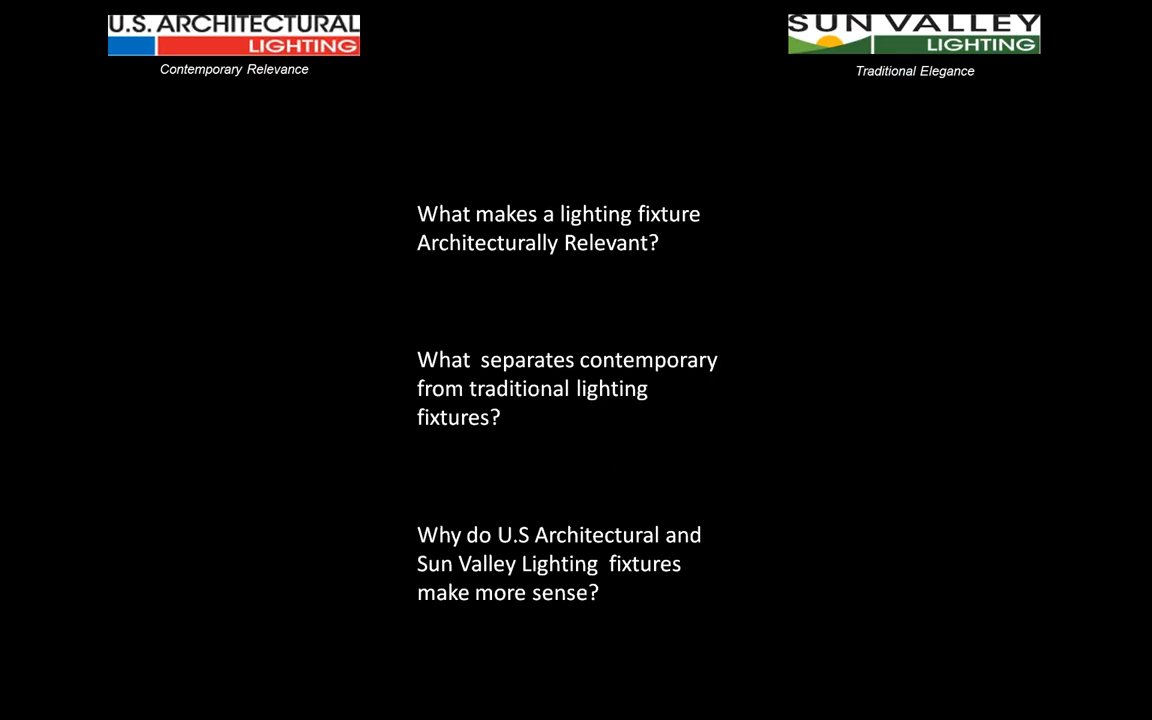 U.S. ARCHITECTURAL
LIGHTING
Contemporary Relevance
SUN VALLEY
LIGHTING
Traditional Elegance
What makes a lighting fixture
Architecturally Relevant?
What  separates contemporary
from traditional lighting
fixtures?
Why do U.S Architectural and
Sun Valley Lighting  fixtures
make more sense?